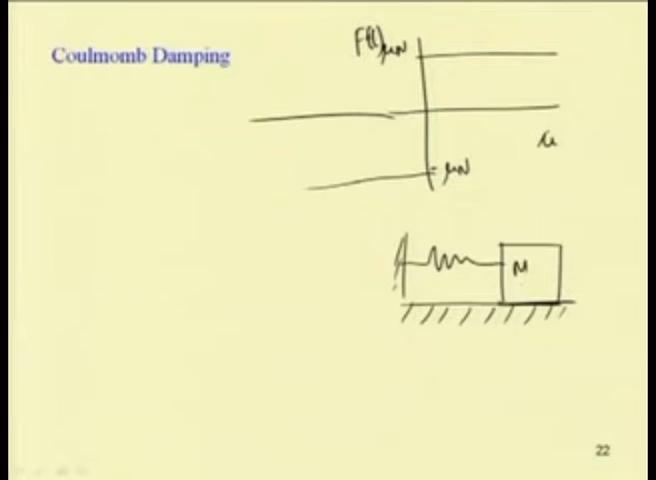 Coulmomb Damping
F(t) μN
- μN
M
22